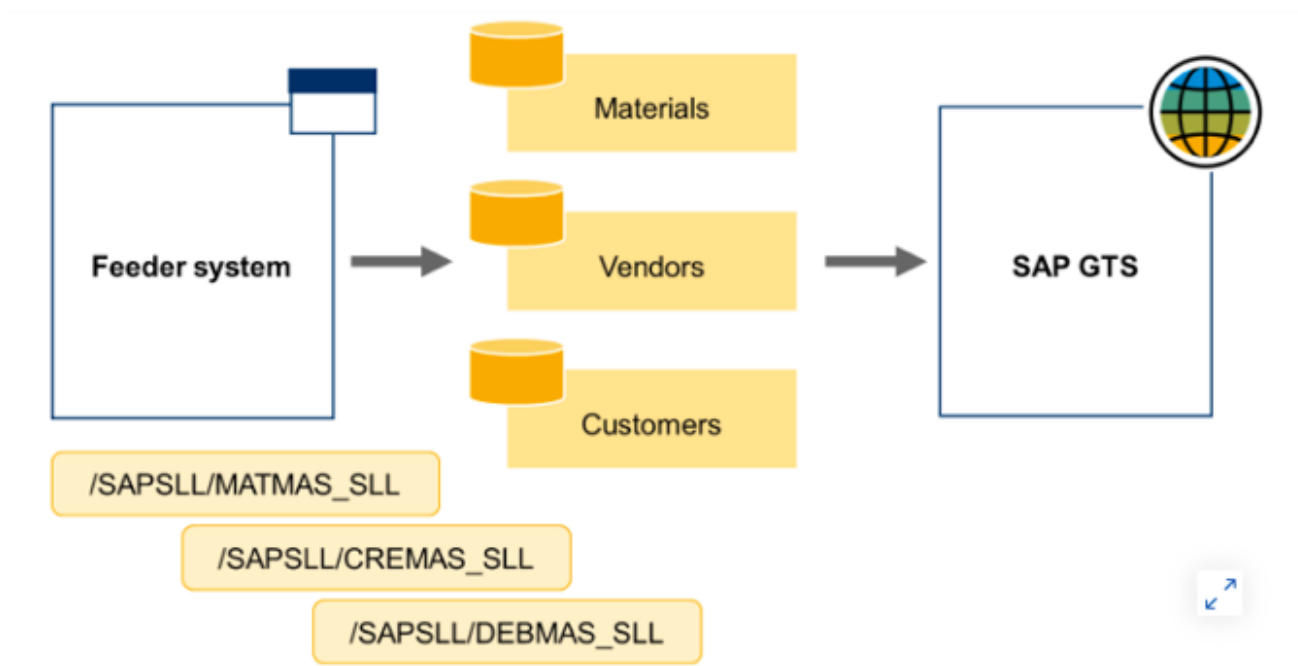 Materials
Feeder system
Vendors
SAP GTS
Customers
/SAPSLL/MATMAS_SLL
/SAPSLL/CREMAS_SLL
/SAPSLL/DEBMAS_SLL